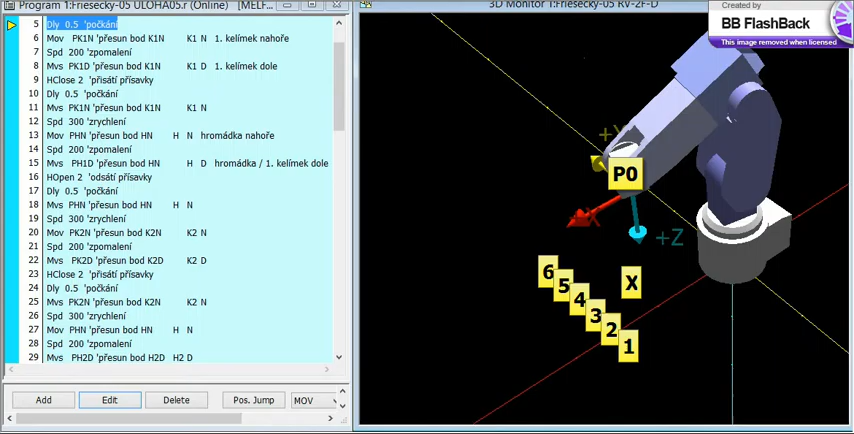 Program 1:Friesecky-05 ULOHA05.r (Online) [MELF
5 Dly 0.5 'počkání
6 Mov PK1N 'přesun bod K1N K1 N 1. kelímek nahoře
7 Spd 200 'zpomalení
8 Mvs PK1D 'přesun bod K1D K1 D 1. kelímek dole
9 HClose 2 'přisátí přísavky
10 Dly 0.5 'počkání
11 Mvs PK1N 'přesun bod K1N K1 N
12 Spd 300 'zrychlení
13 Mov PHN 'přesun bod HN H N hromádka nahoře
14 Spd 200 'zpomalení
15 Mvs PH1D 'přesun bod HN H D hromádka / 1. kelímek dole
16 HOpen 2 'odsátí přísavky
17 Dly 0.5 'počkání
18 Mvs PHN 'přesun bod HN H N
19 Spd 300 'zrychlení
20 Mov PK2N 'přesun bod K2N K2 N
21 Spd 200 'zpomalení
22 Mvs PK2D 'přesun bod K2D K2 D
23 HClose 2 'přisátí přísavky
24 Dly 0.5 'počkání
25 Mvs PK2N 'přesun bod K2N K2 N
26 Spd 300 'zrychlení
27 Mov PHN 'přesun bod HN H N
28 Spd 200 'zpomalení
29 Mvs PH2D 'přesun bod H2D H2 D
Add Edit Delete Pos. Jump MOV
3D Monitor 1:Friesecky-05 RV-2F-D
Created by
BB FlashBack
This image removed when licensed
+Y
P0
+X
+Z
6
5
4
3
2
1
X